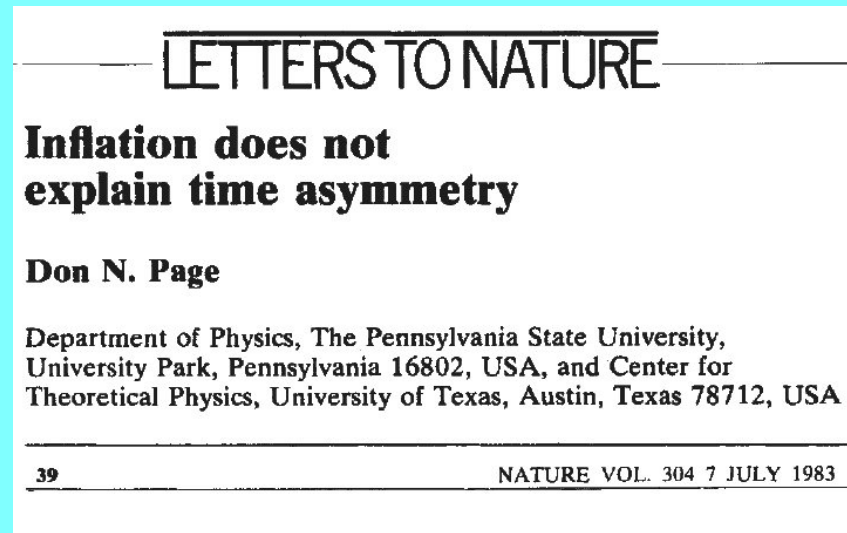 LETTERS TO NATURE
Inflation does not
explain time asymmetry
Don N. Page
Department of Physics, The Pennsylvania State University,
University Park, Pennsylvania 16802, USA, and Center for
Theoretical Physics, University of Texas, Austin, Texas 78712, USA
39 NATURE VOL. 304 7 JULY 1983